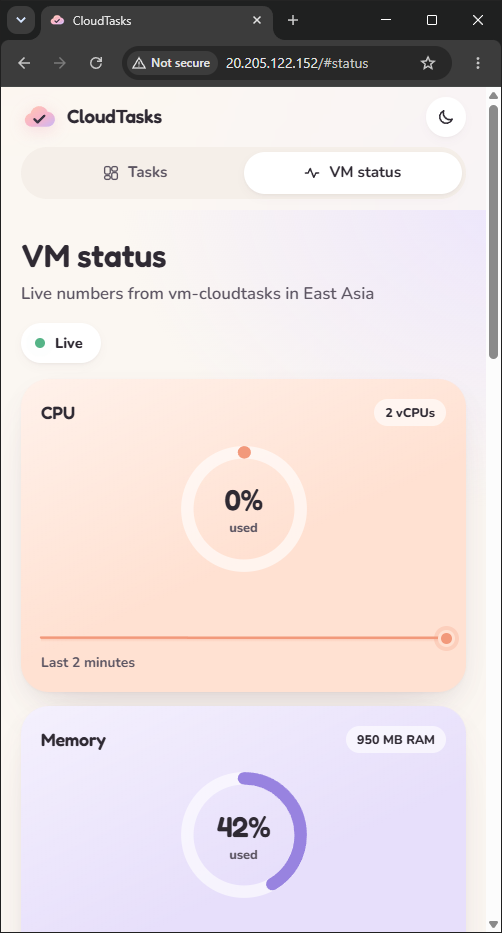 CloudTasks
Not secure
20.205.122.152/#status
CloudTasks
Tasks
VM status
VM status
Live numbers from vm-cloudtasks in East Asia
Live
CPU
2 vCPUs
0%
used
Last 2 minutes
Memory
950 MB RAM
42%
used